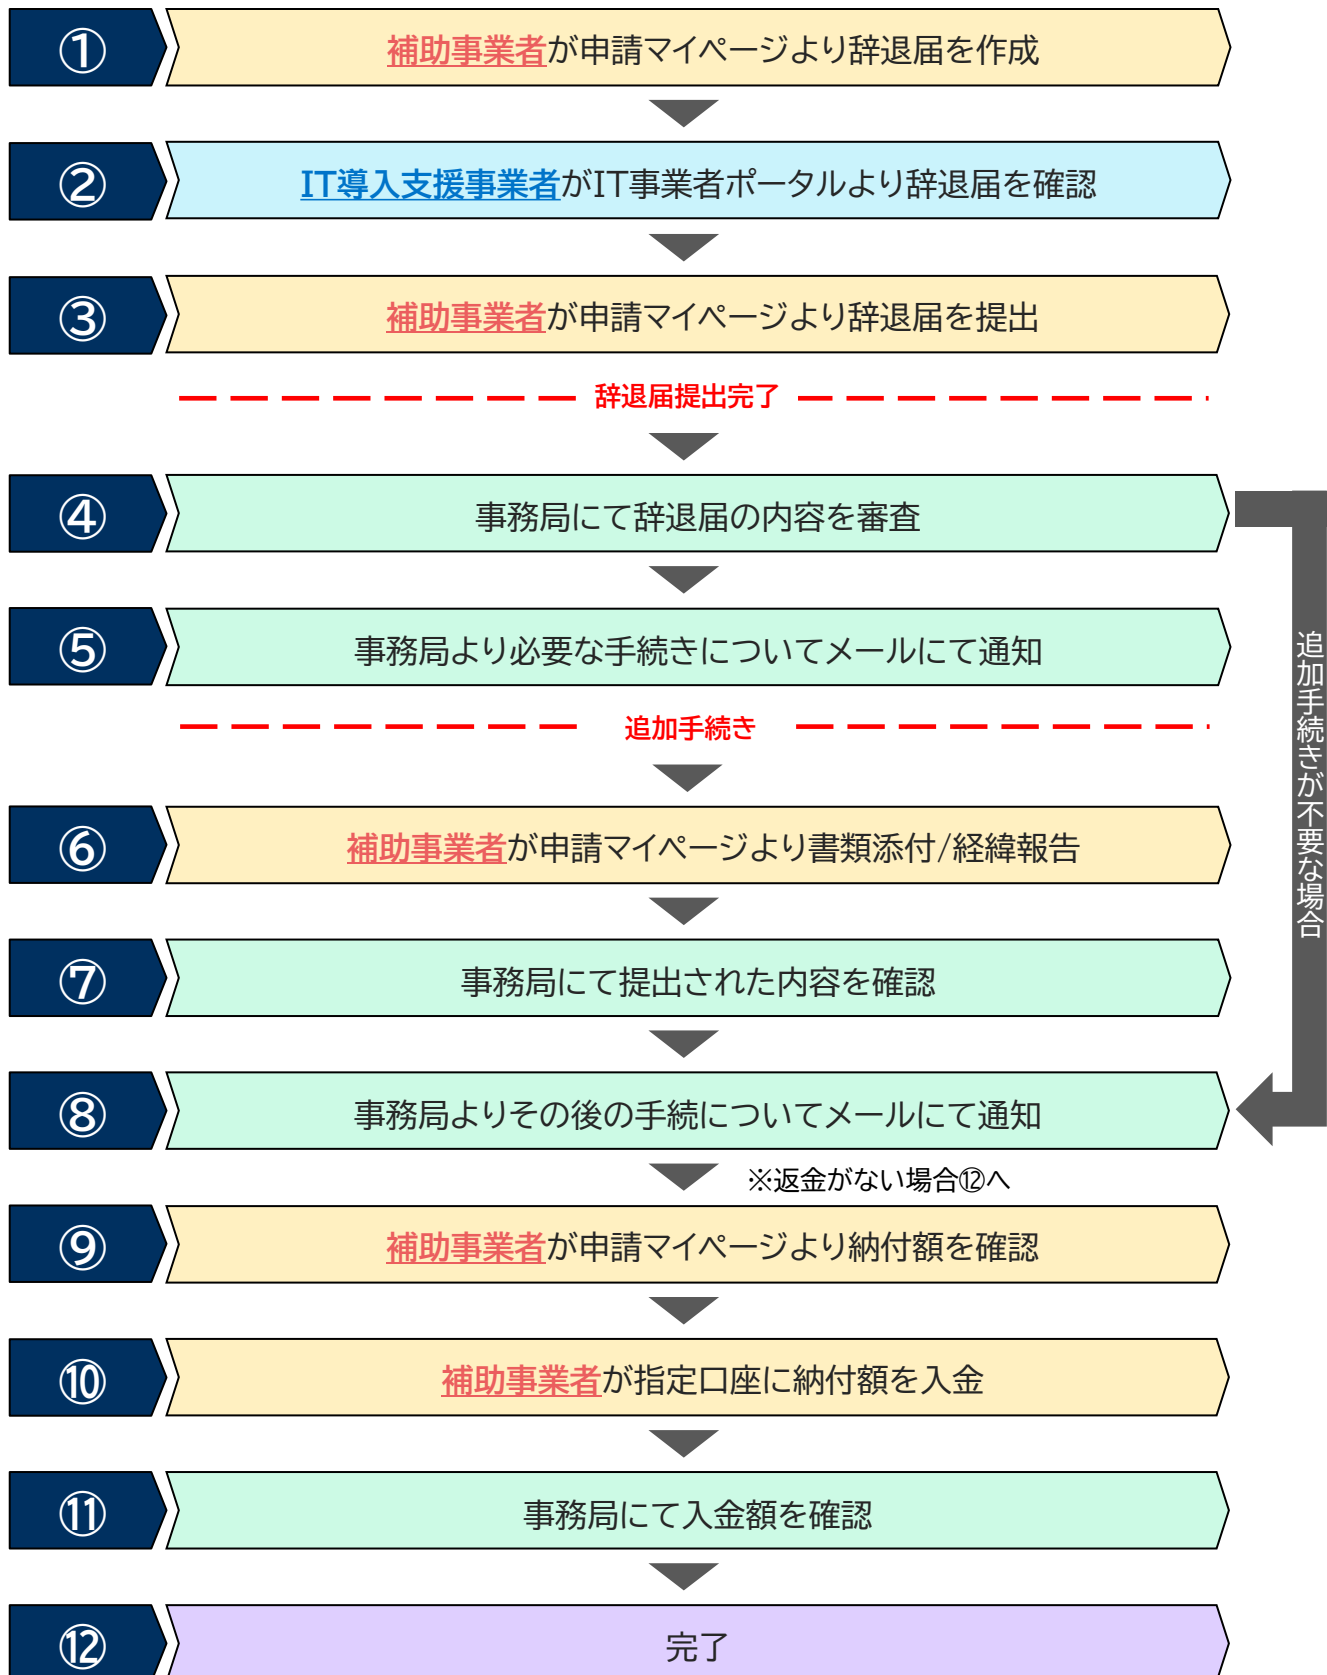 ① 補助事業者が申請マイページより辞退届を作成
② IT導入支援事業者がIT事業者ポータルより辞退届を確認
③ 補助事業者が申請マイページより辞退届を提出
辞退届提出完了
④ 事務局にて辞退届の内容を審査
⑤ 事務局より必要な手続きについてメールにて通知
追加手続きが不要な場合
追加手続き
⑥ 補助事業者が申請マイページより書類添付/経緯報告
⑦ 事務局にて提出された内容を確認
⑧ 事務局よりその後の手続についてメールにて通知
※返金がない場合⑫へ
⑨ 補助事業者が申請マイページより納付額を確認
⑩ 補助事業者が指定口座に納付額を入金
⑪ 事務局にて入金額を確認
⑫ 完了